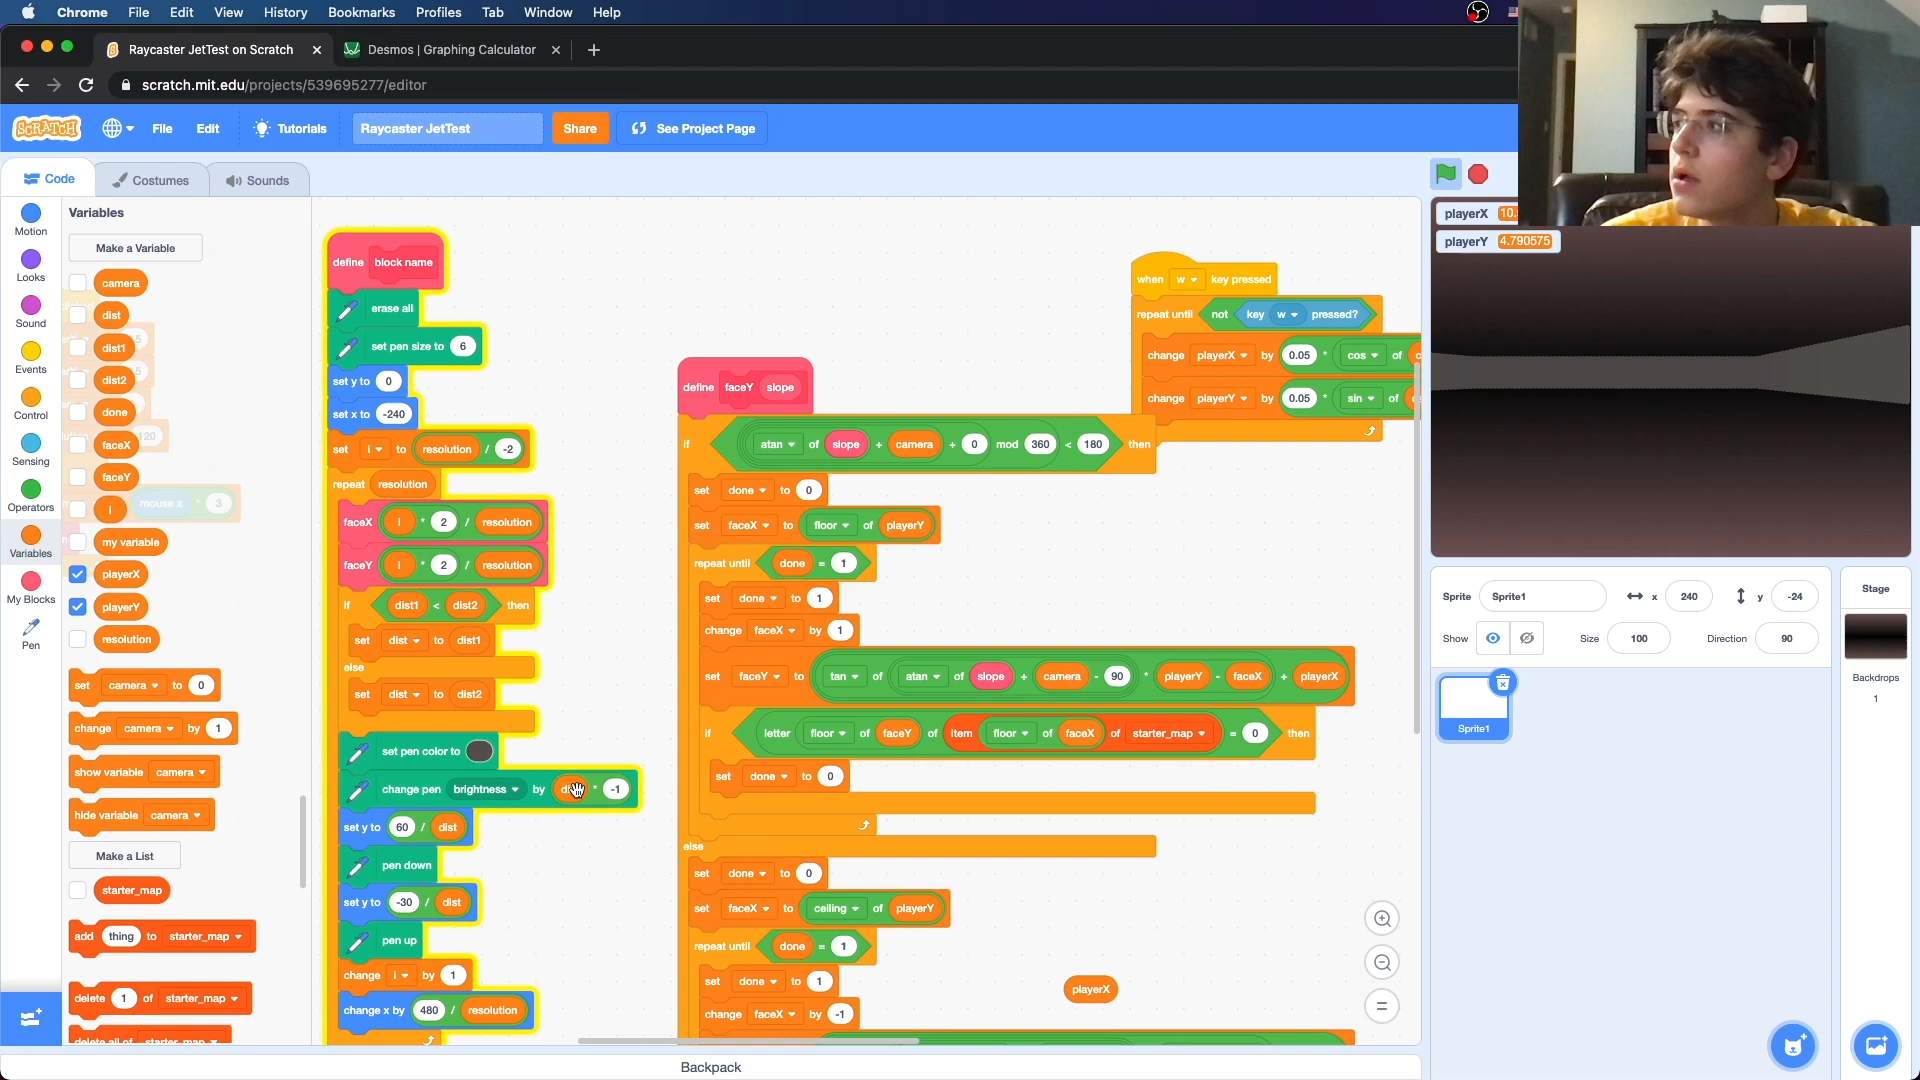 Chrome File Edit View History Bookmarks Profiles Tab Window Help
Raycaster JetTest on Scratch
Desmos | Graphing Calculator
scratch.mit.edu/projects/539695277/editor
SCRATCH File Edit Tutorials Raycaster JetTest Share See Project Page
Code Costumes Sounds
Motion
Looks
Sound
Events
Control
Sensing
Operators
Variables
My Blocks
Pen
Variables
Make a Variable
camera
dist
dist1
dist2
done
faceX
faceY
i
my variable
playerX
playerY
resolution
120
mouse x * 3
set camera to 0
change camera by 1
show variable camera
hide variable camera
Make a List
starter_map
add thing to starter_map
delete 1 of starter_map
delete all of starter_map
define block name
erase all
set pen size to 6
set y to 0
set x to -240
set i to resolution / -2
repeat resolution
faceX i * 2 / resolution
faceY i * 2 / resolution
if dist1 < dist2 then
set dist to dist1
else
set dist to dist2
set pen color to
change pen brightness by * -1
set y to 60 / dist
pen down
set y to -30 / dist
pen up
change i by 1
change x by 480 / resolution
define faceY slope
if atan of slope + camera + 0 mod 360 < 180 then
set done to 0
set faceX to floor of playerY
repeat until done = 1
set done to 1
change faceX by 1
set faceY to tan of atan of slope + camera - 90 * playerY - faceX + playerX
if letter floor of faceY of item floor of faceX of starter_map = 0 then
set done to 0
else
set done to 0
set faceX to ceiling of playerY
repeat until done = 1
set done to 1
change faceX by -1
when w key pressed
repeat until not key w pressed?
change playerX by 0.05 * cos of
change playerY by 0.05 * sin of
playerX
Backpack
playerX 10.
playerY 4.790575
Sprite Sprite1 x 240 y -24
Show Size 100 Direction 90
Sprite1
Stage
Backdrops
1